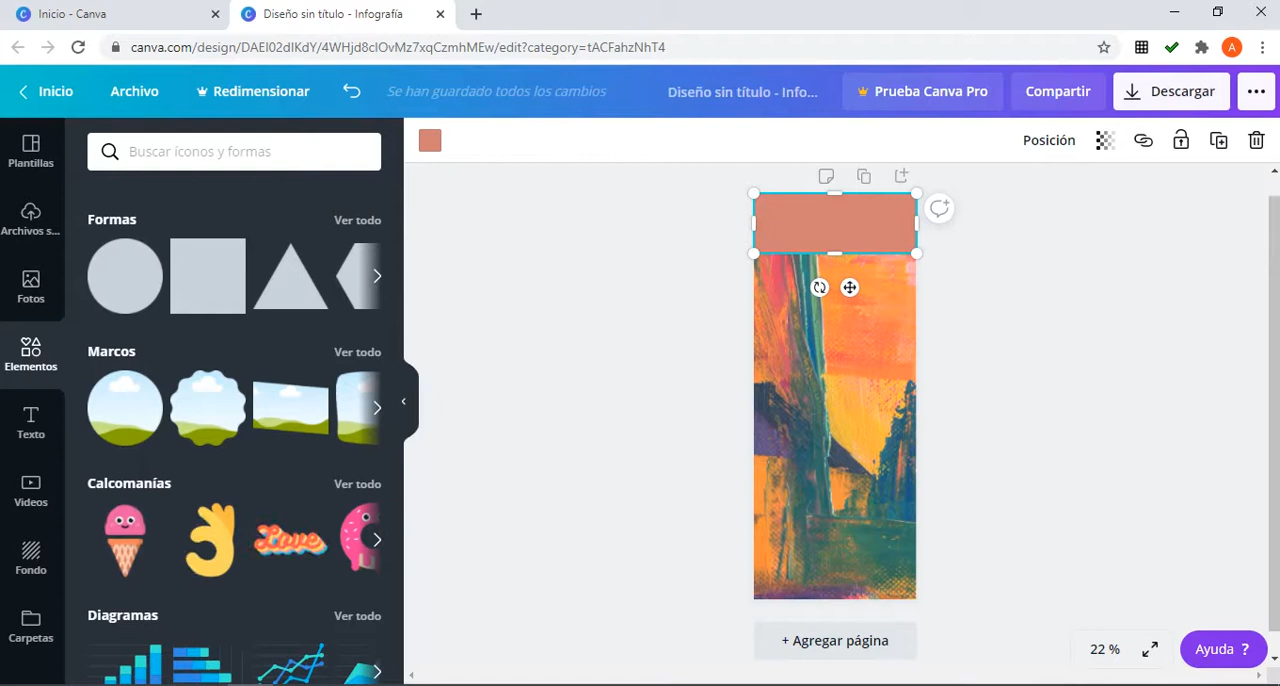 Inicio - Canva
Diseño sin título - Infografía
canva.com/design/DAEl02dIKdY/4WHjd8clOvMz7xqCzmhMEw/edit?category=tACFahzNhT4
A
Inicio
Archivo
Redimensionar
Se han guardado todos los cambios
Diseño sin título - Info...
Prueba Canva Pro
Compartir
Descargar
Plantillas
Archivos s...
Fotos
Elementos
Texto
Videos
Fondo
Carpetas
Buscar íconos y formas
Formas
Ver todo
Marcos
Ver todo
Calcomanías
Ver todo
Love
Diagramas
Ver todo
Posición
+ Agregar página
22 %
Ayuda ?